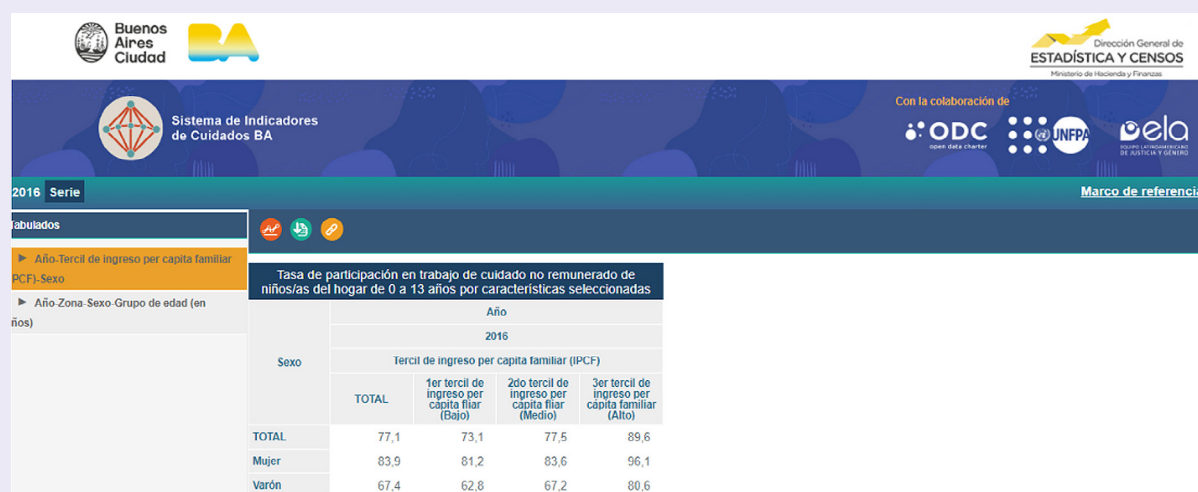 Buenos
Aires
Ciudad
BA
Dirección General de
ESTADÍSTICA Y CENSOS
Ministerio de Hacienda y Finanzas
Sistema de Indicadores
de Cuidados BA
Con la colaboración de
ODC
open data charter
UNFPA
ela
EQUIPO LATINOAMERICANO
DE JUSTICIA Y GÉNERO
2016 Serie
Marco de referencia
Tabulados
Año-Tercil de ingreso per capita familiar
PCF)-Sexo
Año-Zona-Sexo-Grupo de edad (en
ños)
Tasa de participación en trabajo de cuidado no remunerado de
niños/as del hogar de 0 a 13 años por características seleccionadas
Año
2016
Sexo
Tercil de ingreso per capita familiar (IPCF)
TOTAL
1er tercil de
ingreso per
cápita fliar
(Bajo)
2do tercil de
ingreso per
cápita fliar
(Medio)
3er tercil de
ingreso per
cápita familiar
(Alto)
TOTAL 77,1 73,1 77,5 89,6
Mujer 83,9 81,2 83,6 96,1
Varón 67,4 62,8 67,2 80,6